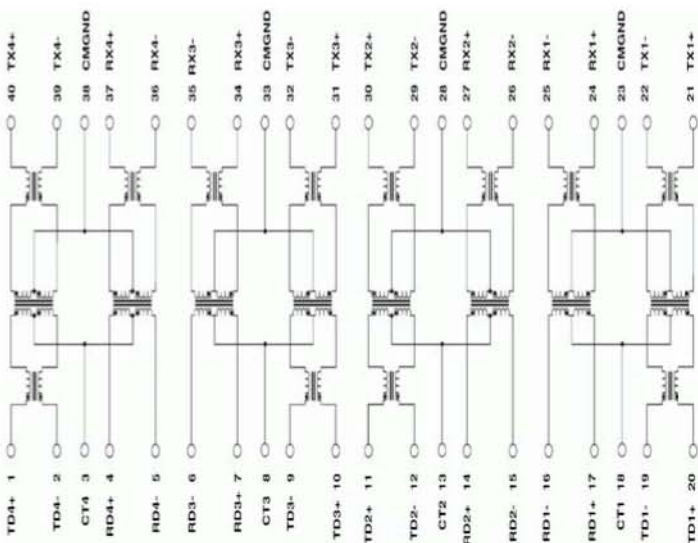 40 TX4+
39 TX4-
38 CMGND
37 RX4+
36 RX4-
35 RX3-
34 RX3+
33 CMGND
32 TX3-
31 TX3+
30 TX2+
29 TX2-
28 CMGND
27 RX2+
26 RX2-
25 RX1-
24 RX1+
23 CMGND
22 TX1-
21 TX1+
TD4+ 1
TD4- 2
CT4 3
RD4+ 4
RD4- 5
RD3- 6
RD3+ 7
CT3 8
TD3- 9
TD3+ 10
TD2+ 11
TD2- 12
CT2 13
RD2+ 14
RD2- 15
RD1- 16
RD1+ 17
CT1 18
TD1- 19
TD1+ 20